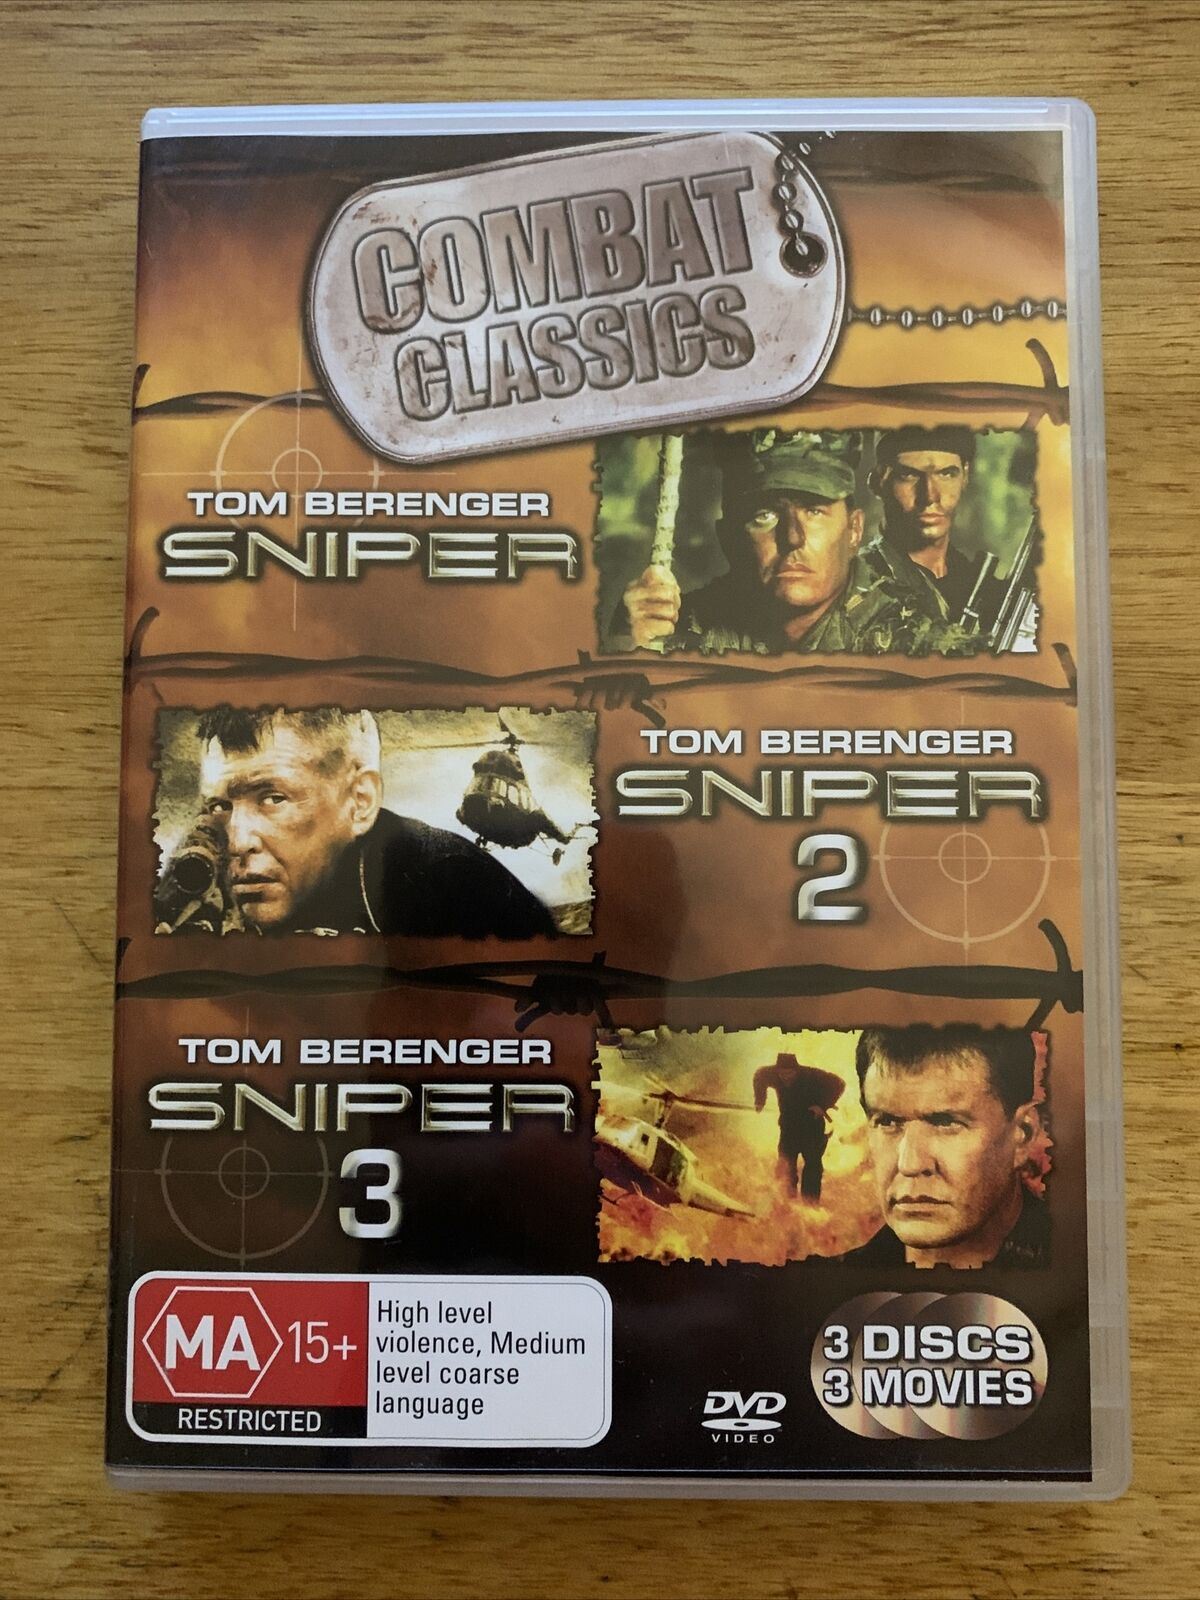 COMBAT
CLASSICS
TOM BERENGER
SNIPER
TOM BERENGER
SNIPER
2
TOM BERENGER
SNIPER
3
MA 15+
RESTRICTED
High level
violence, Medium
level coarse
language
DVD
VIDEO
3 DISCS
3 MOVIES